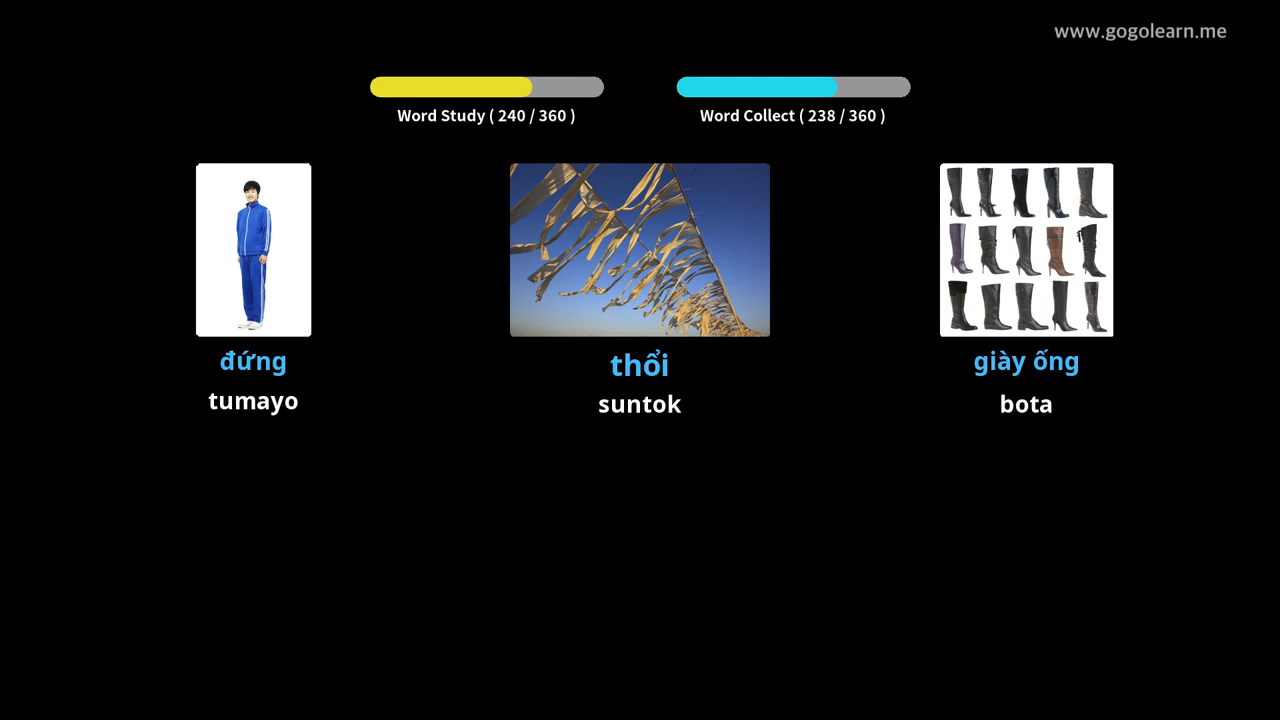 www.gogolearn.me
Word Study ( 240 / 360 )
Word Collect ( 238 / 360 )
đứng
tumayo
thổi
suntok
giày ống
bota